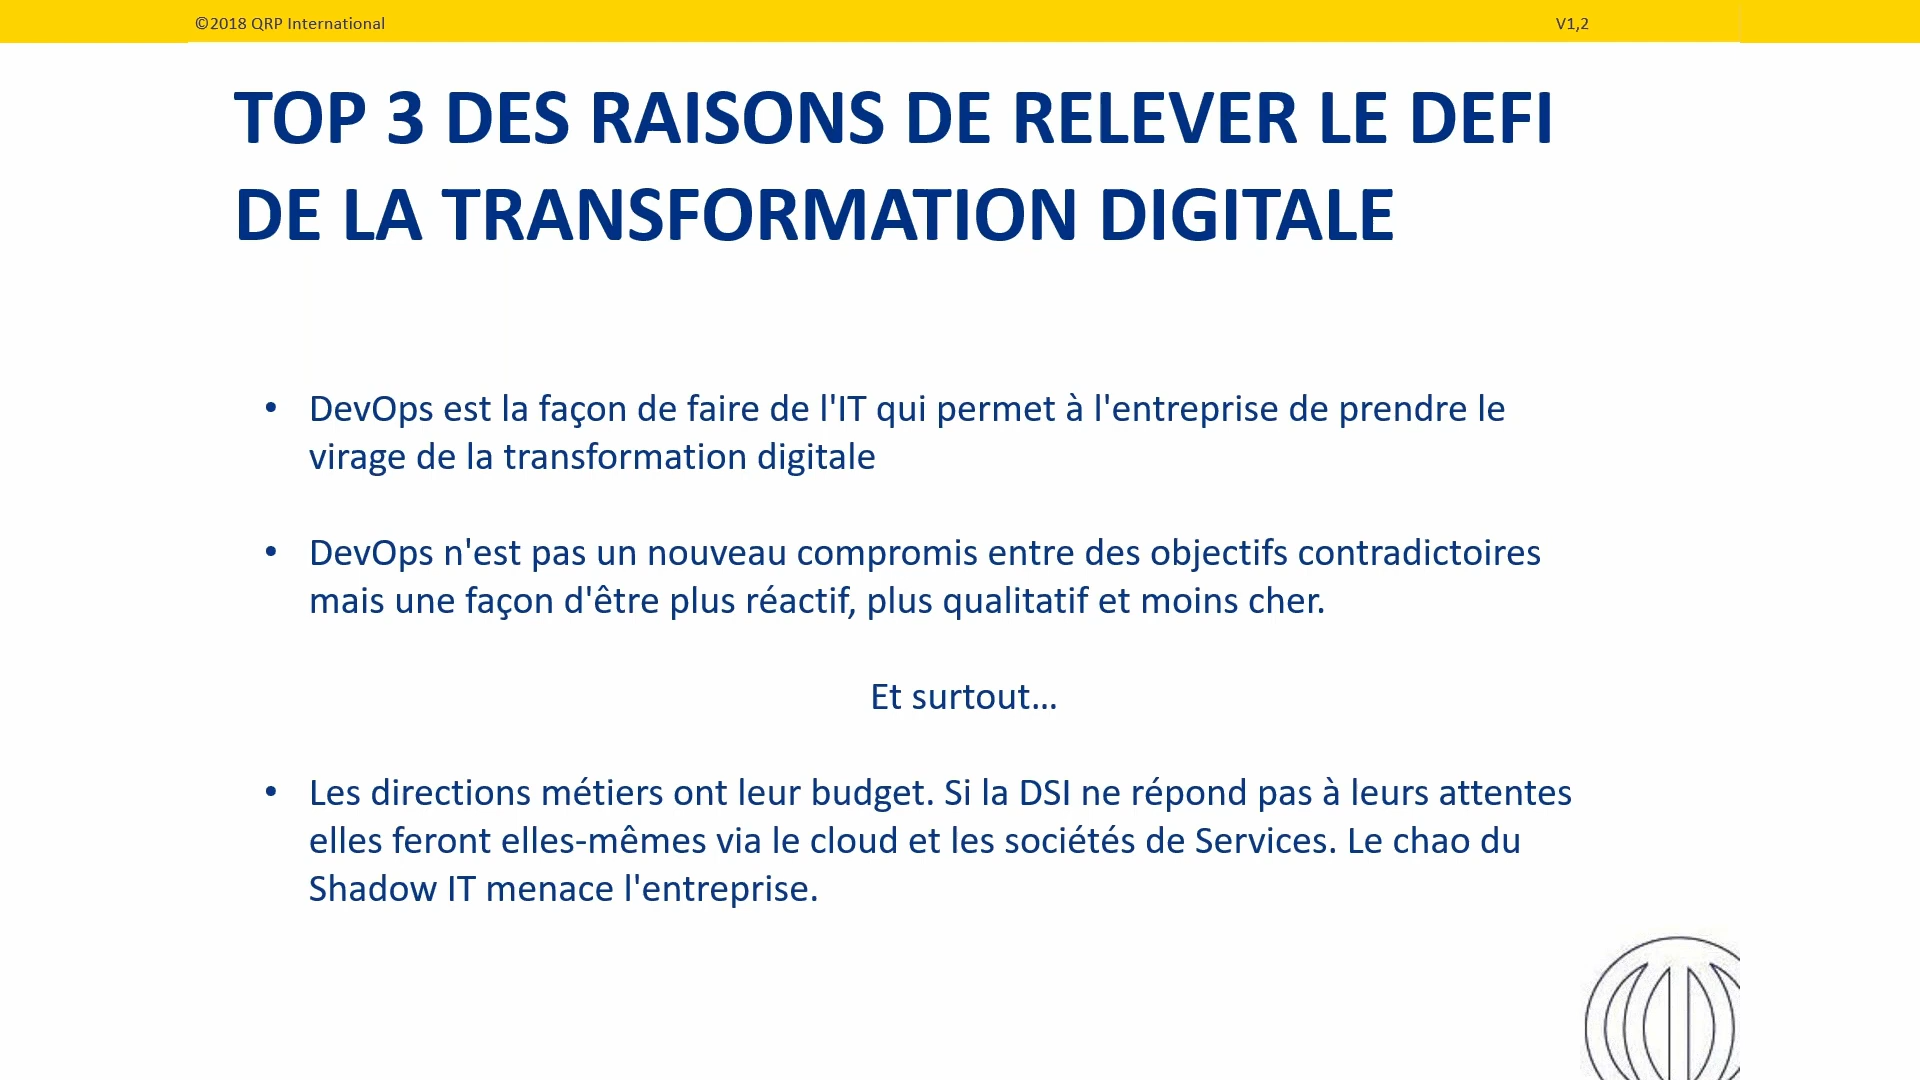 ©2018 QRP International
V1,2
TOP 3 DES RAISONS DE RELEVER LE DEFI
DE LA TRANSFORMATION DIGITALE
• DevOps est la façon de faire de l'IT qui permet à l'entreprise de prendre le
virage de la transformation digitale
• DevOps n'est pas un nouveau compromis entre des objectifs contradictoires
mais une façon d'être plus réactif, plus qualitatif et moins cher.
Et surtout...
• Les directions métiers ont leur budget. Si la DSI ne répond pas à leurs attentes
elles feront elles-mêmes via le cloud et les sociétés de Services. Le chao du
Shadow IT menace l'entreprise.